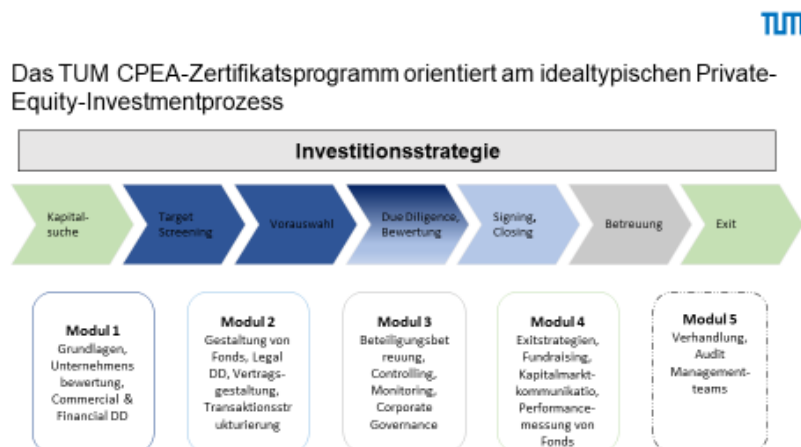 TUM
Das TUM CPEA-Zertifikatsprogramm orientiert am idealtypischen Private-
Equity-Investmentprozess
Investitionsstrategie
Kapital-
suche
Target
Screening
Vorauswahl
Due Diligence,
Bewertung
Signing,
Closing
Betreuung
Exit
Modul 1
Grundlagen,
Unternehmens
bewertung,
Commercial &
Financial DD
Modul 2
Gestaltung von
Fonds, Legal
DD, Vertrags-
gestaltung,
Transaktionsstr
ukturierung
Modul 3
Beteiligungsbet
reuung,
Controlling,
Monitoring,
Corporate
Governance
Modul 4
Exitstrategien,
Fundraising,
Kapitalmarkt-
kommunikatio,
Performance-
messung von
Fonds
Modul 5
Verhandlung,
Audit
Management-
teams